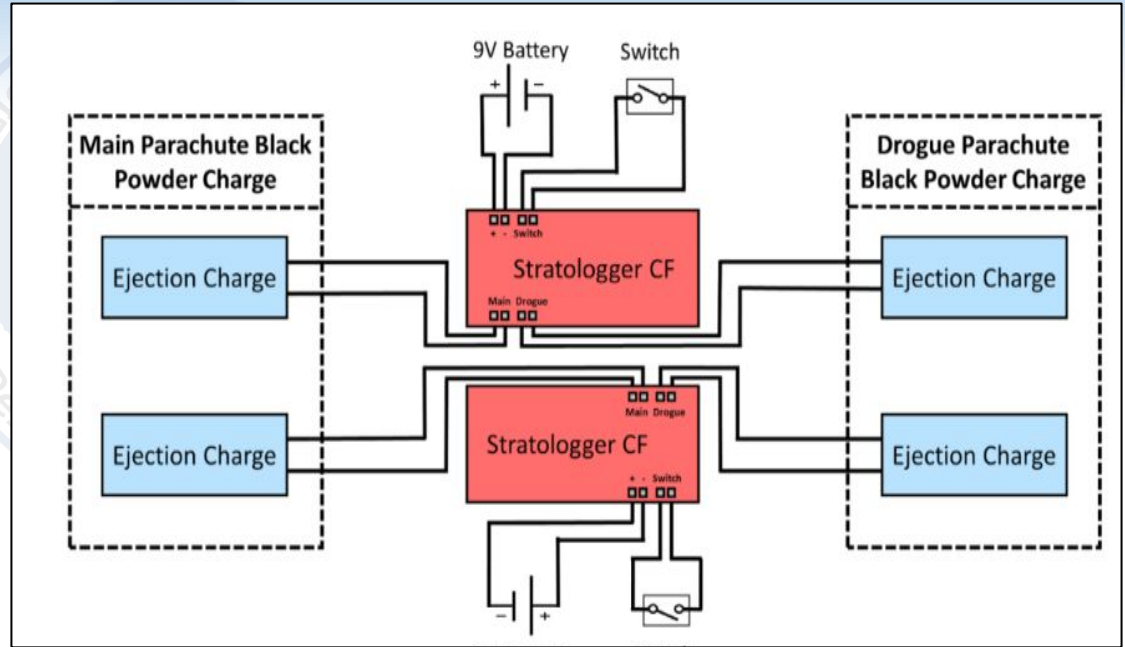 9V Battery
Switch
+ −
Main Parachute Black
Powder Charge
Drogue Parachute
Black Powder Charge
+ - Switch
Ejection Charge
Stratologger CF
Ejection Charge
Main Drogue
Main Drogue
Ejection Charge
Stratologger CF
Ejection Charge
+ - Switch
− +